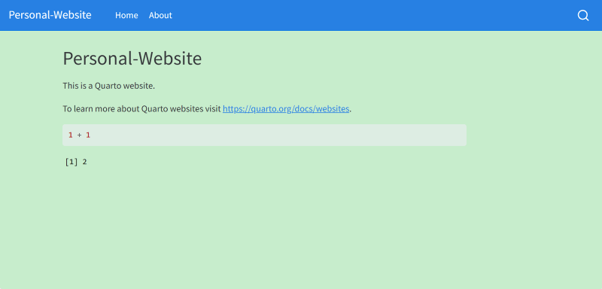 Personal-Website Home About
Personal-Website
This is a Quarto website.
To learn more about Quarto websites visit https://quarto.org/docs/websites.
1 + 1
[1] 2